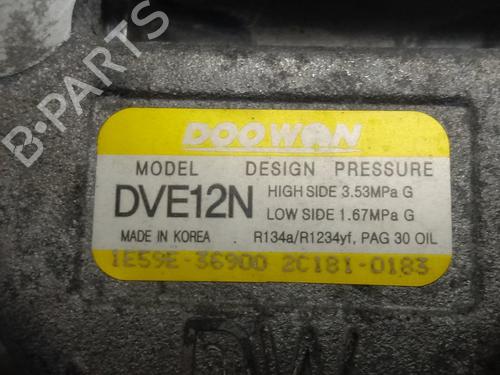 B-PARTS
DOOWON
MODEL DESIGN PRESSURE
DVE12N HIGH SIDE 3.53MPa G
LOW SIDE 1.67MPa G
MADE IN KOREA R134a/R1234yf, PAG 30 OIL
1E59E-36900 2C181-0183
DW